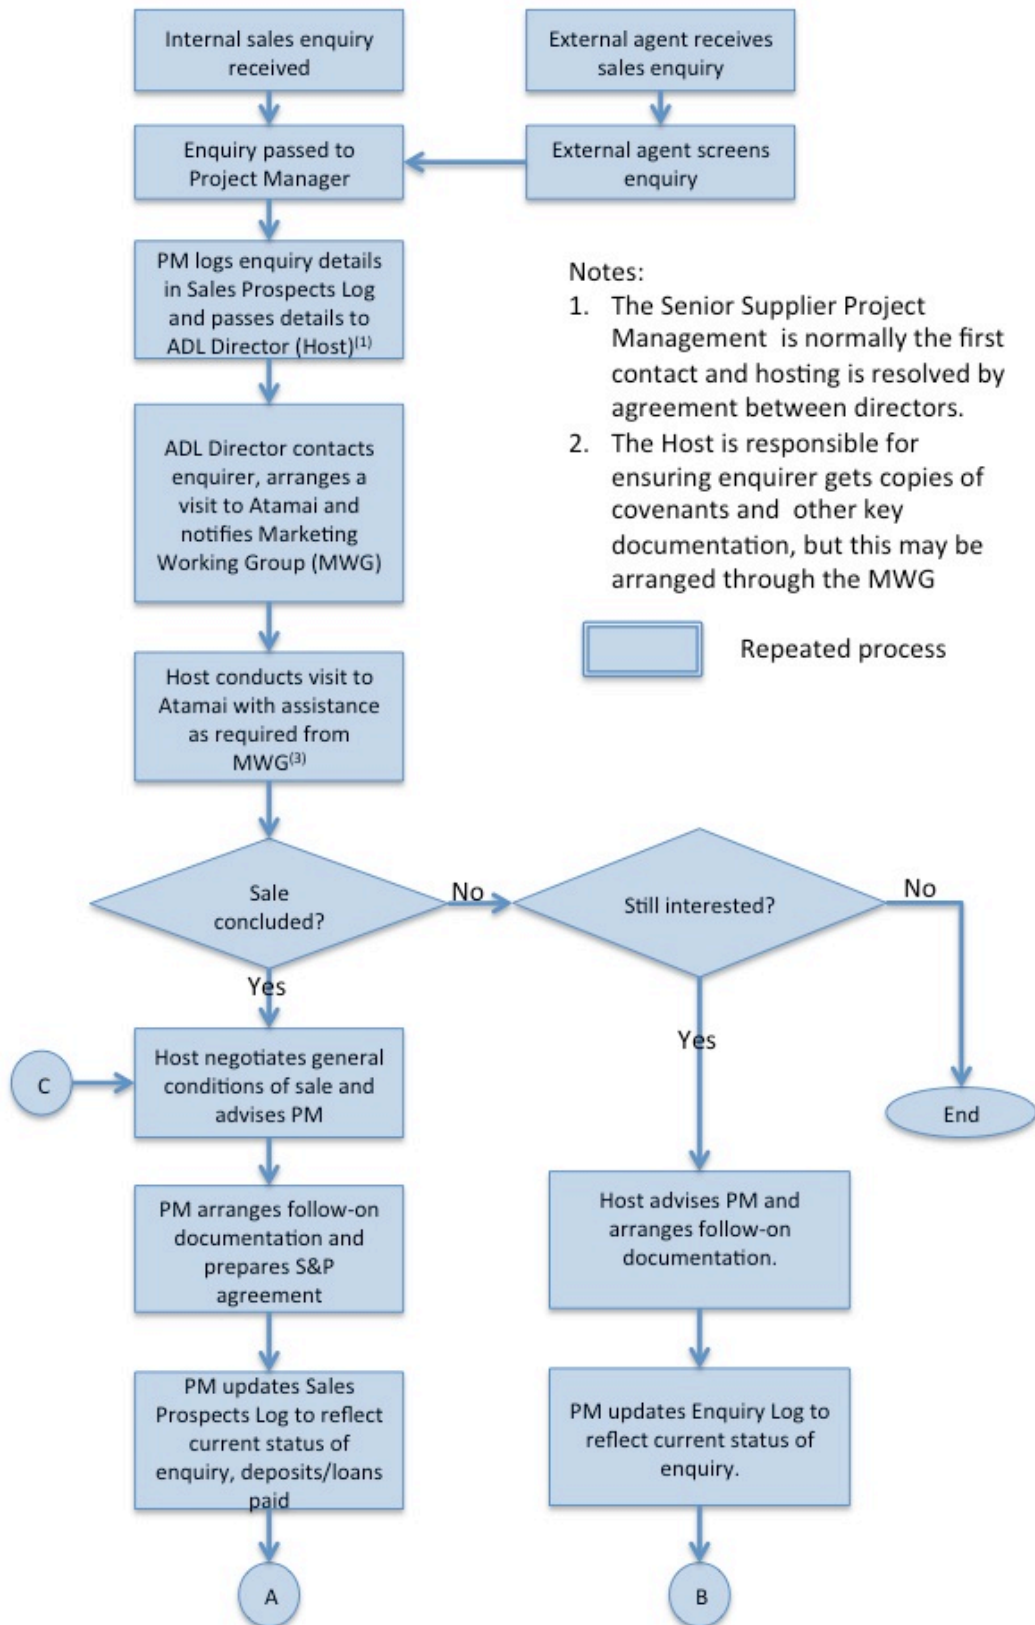 Internal sales enquiry
received
External agent receives
sales enquiry
Enquiry passed to
Project Manager
External agent screens
enquiry
PM logs enquiry details
in Sales Prospects Log
and passes details to
ADL Director (Host)(1)
Notes:
1. The Senior Supplier Project
Management is normally the first
contact and hosting is resolved by
agreement between directors.
2. The Host is responsible for
ensuring enquirer gets copies of
covenants and other key
documentation, but this may be
arranged through the MWG
ADL Director contacts
enquirer, arranges a
visit to Atamai and
notifies Marketing
Working Group (MWG)
Repeated process
Host conducts visit to
Atamai with assistance
as required from
MWG(3)
Sale
concluded?
No
Still interested?
No
Yes
Yes
End
C
Host negotiates general
conditions of sale and
advises PM
PM arranges follow-on
documentation and
prepares S&P
agreement
Host advises PM and
arranges follow-on
documentation.
PM updates Sales
Prospects Log to reflect
current status of
enquiry, deposits/loans
paid
PM updates Enquiry Log to
reflect current status of
enquiry.
A
B